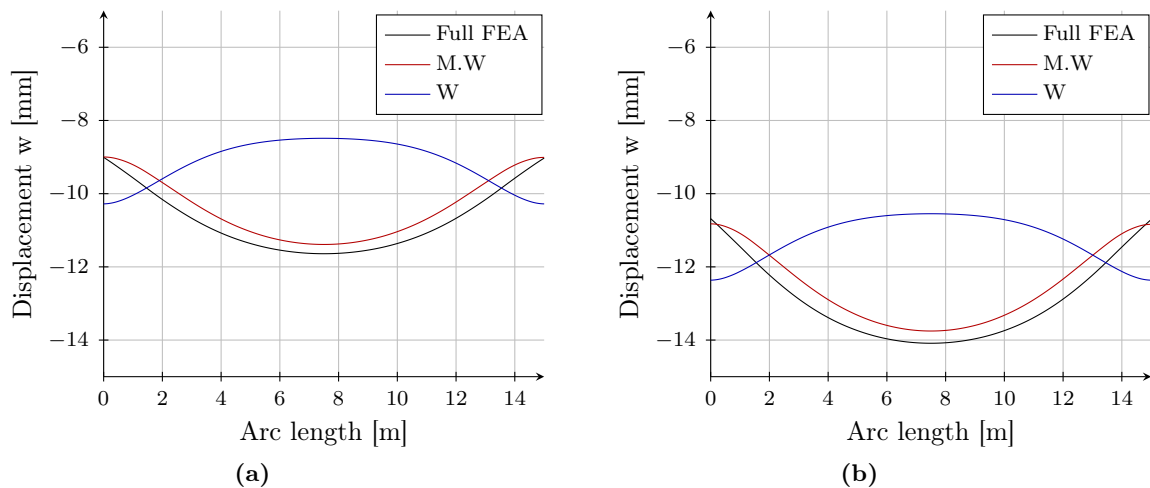 Full FEA
M.W
W
−6
−8
−10
−12
−14
Displacement w [mm]
0 2 4 6 8 10 12 14
Arc length [m]
(a)
Full FEA
M.W
W
−6
−8
−10
−12
−14
Displacement w [mm]
0 2 4 6 8 10 12 14
Arc length [m]
(b)